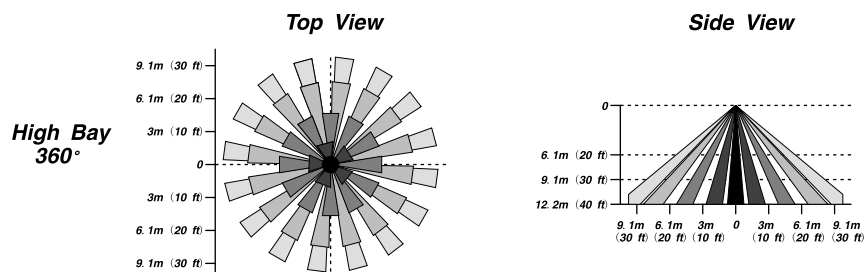 Top View
Side View
High Bay
360°
9. 1m (30 ft)
6. 1m (20 ft)
3m (10 ft)
0
3m (10 ft)
6. 1m (20 ft)
9. 1m (30 ft)
0
6. 1m (20 ft)
9. 1m (30 ft)
12. 2m (40 ft)
9. 1m 6. 1m 3m 0 3m 6. 1m 9. 1m
(30 ft) (20 ft) (10 ft) (10 ft) (20 ft) (30 ft)